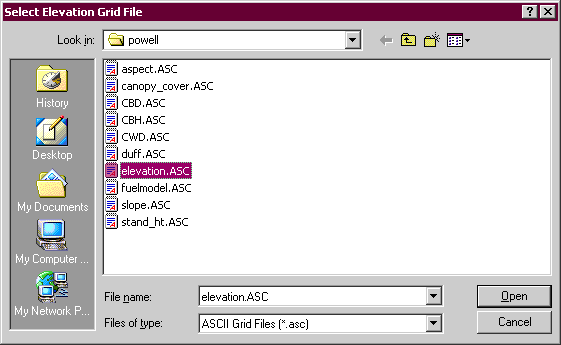 Select Elevation Grid File
Look in: powell
History
Desktop
My Documents
My Computer ...
My Network P...
aspect.ASC
canopy_cover.ASC
CBD.ASC
CBH.ASC
CWD.ASC
duff.ASC
elevation.ASC
fuelmodel.ASC
slope.ASC
stand_ht.ASC
File name: elevation.ASC Open
Files of type: ASCII Grid Files (*.asc) Cancel